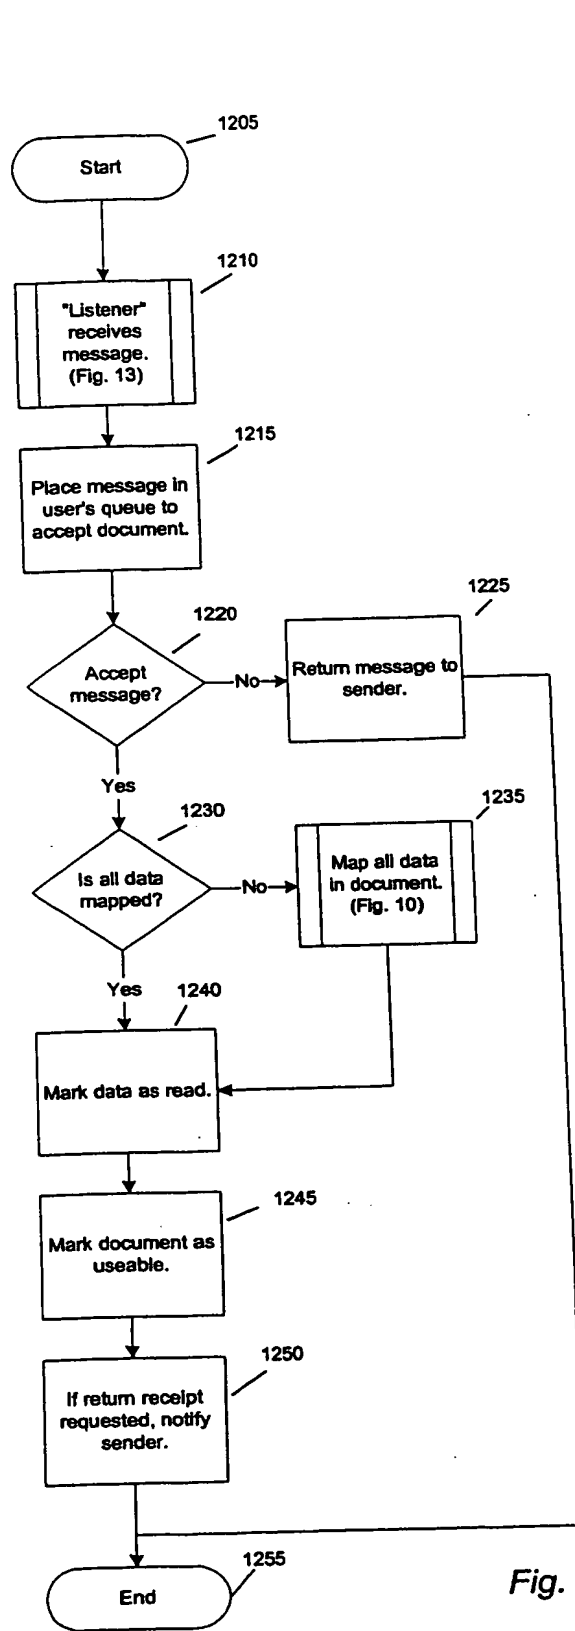 1205
Start
1210
"Listener"
receives
message.
(Fig. 13)
1215
Place message in
user's queue to
accept document.
1220
Accept
message?
No
1225
Return message to
sender.
Yes
1230
Is all data
mapped?
No
1235
Map all data
in document.
(Fig. 10)
Yes
1240
Mark data as read.
1245
Mark document as
useable.
1250
If return receipt
requested, notify
sender.
1255
End
Fig.